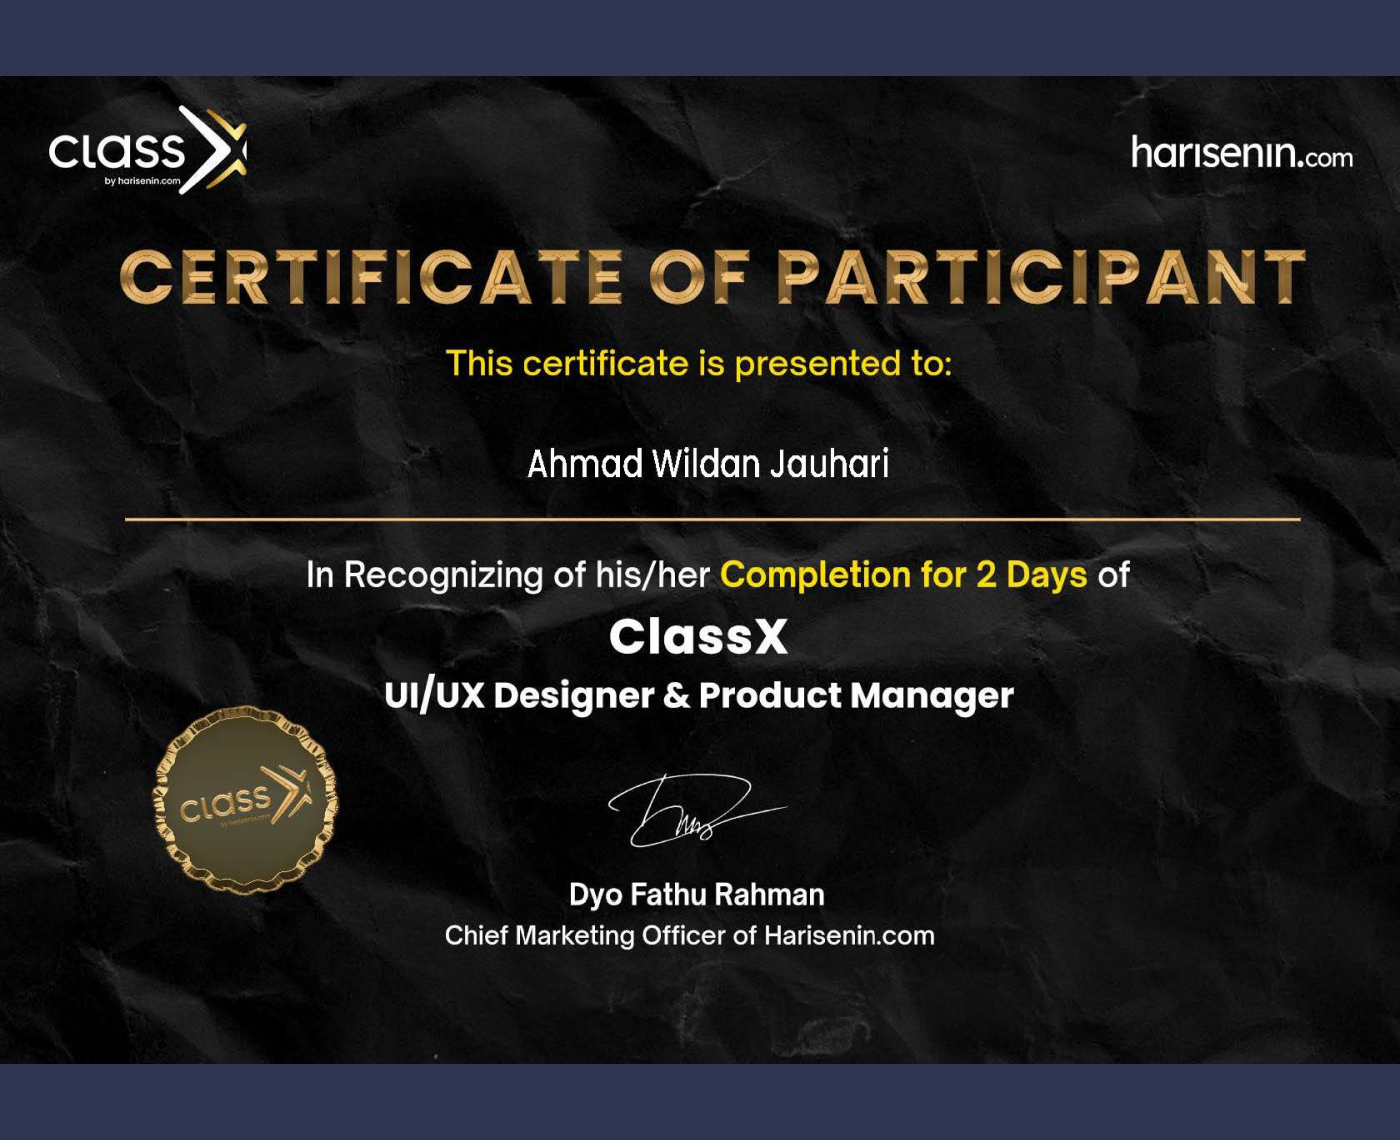 class
by harisenin.com
harisenin.com
CERTIFICATE OF PARTICIPANT
This certificate is presented to:
Ahmad Wildan Jauhari
In Recognizing of his/her Completion for 2 Days of
ClassX
UI/UX Designer & Product Manager
class
by harisenin.com
Dyo Fathu Rahman
Chief Marketing Officer of Harisenin.com